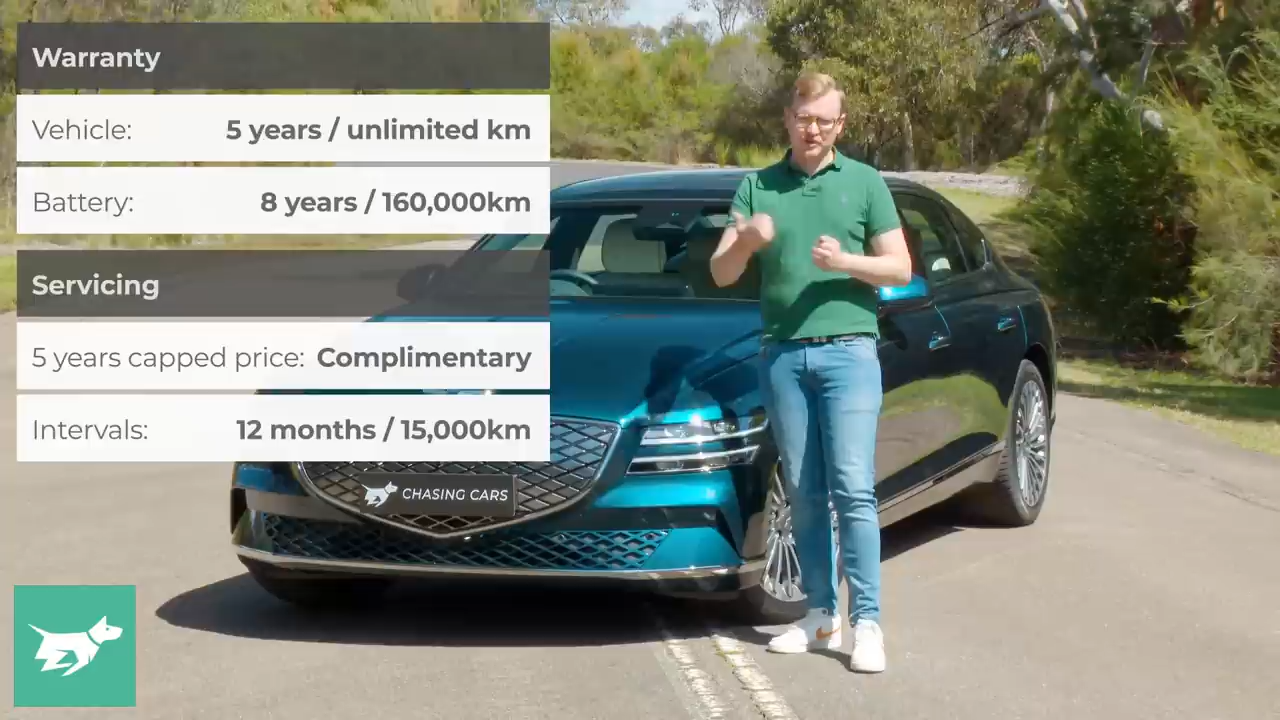 Warranty
Vehicle: 5 years / unlimited km
Battery: 8 years / 160,000km
Servicing
5 years capped price: Complimentary
Intervals: 12 months / 15,000km
CHASING CARS